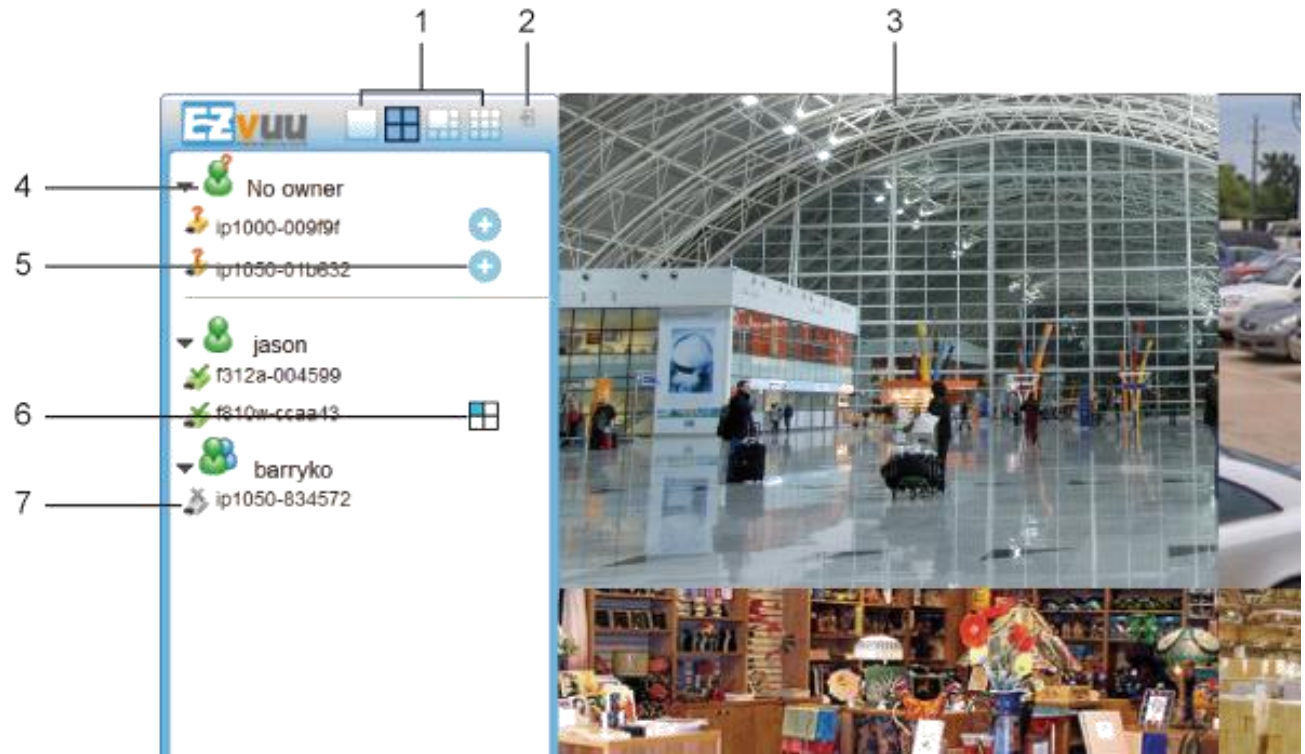 1 2 3
EZvuu
4 No owner
ip1000-009f9f
5 ip1050-01b632
jason
f312a-004599
6 f810w-ccaa43
barryko
7 ip1050-834572